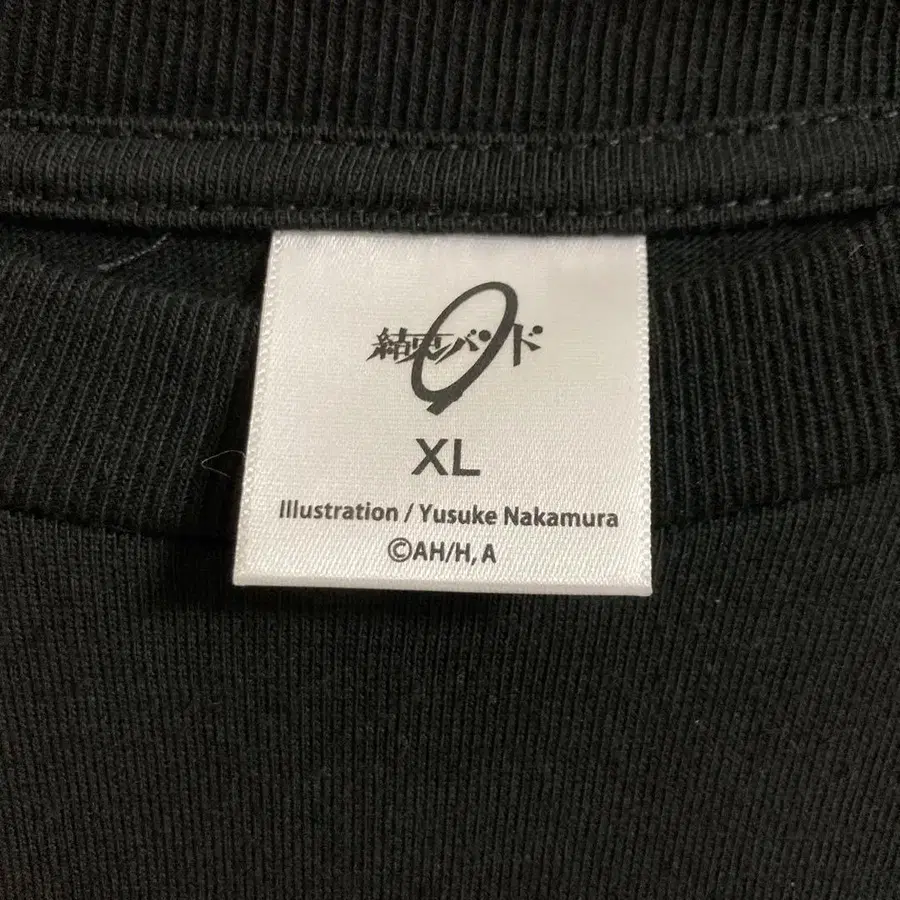 結束バンド
XL
Illustration / Yusuke Nakamura
©AH/H, A